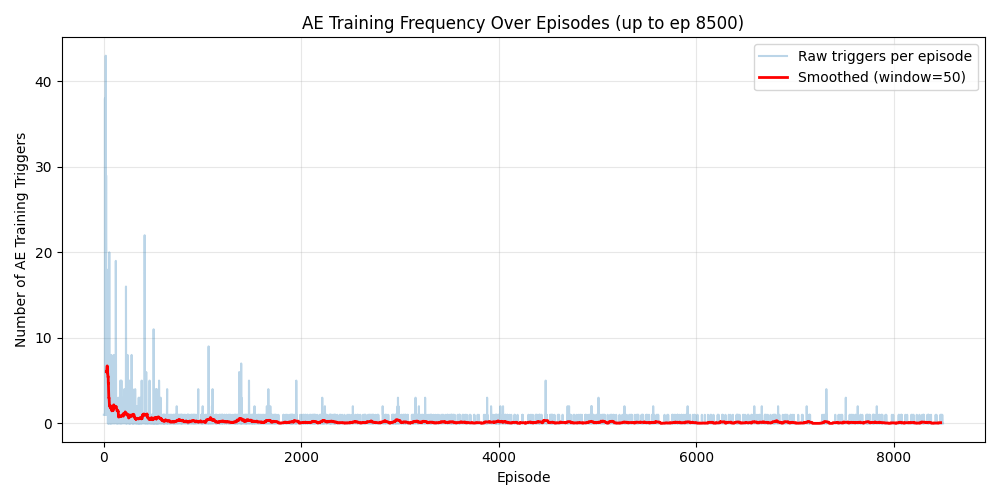 AE Training Frequency Over Episodes (up to ep 8500)
Raw triggers per episode
Smoothed (window=50)
Number of AE Training Triggers
40
30
20
10
0
0
2000
4000
6000
8000
Episode